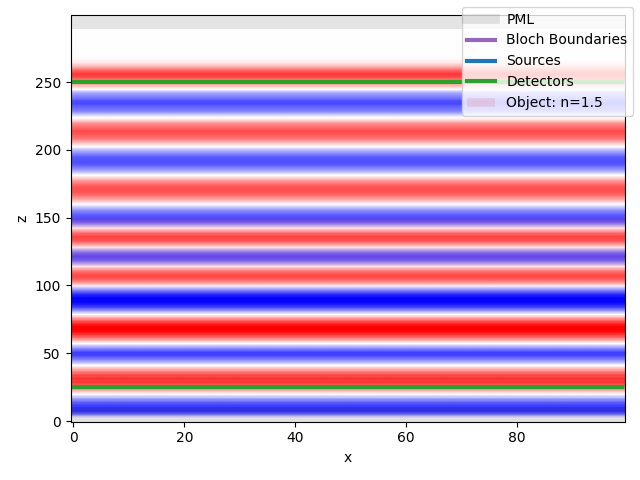 PML
Bloch Boundaries
Sources
Detectors
Object: n=1.5
250
200
150
100
50
0
z
0 20 40 60 80
x